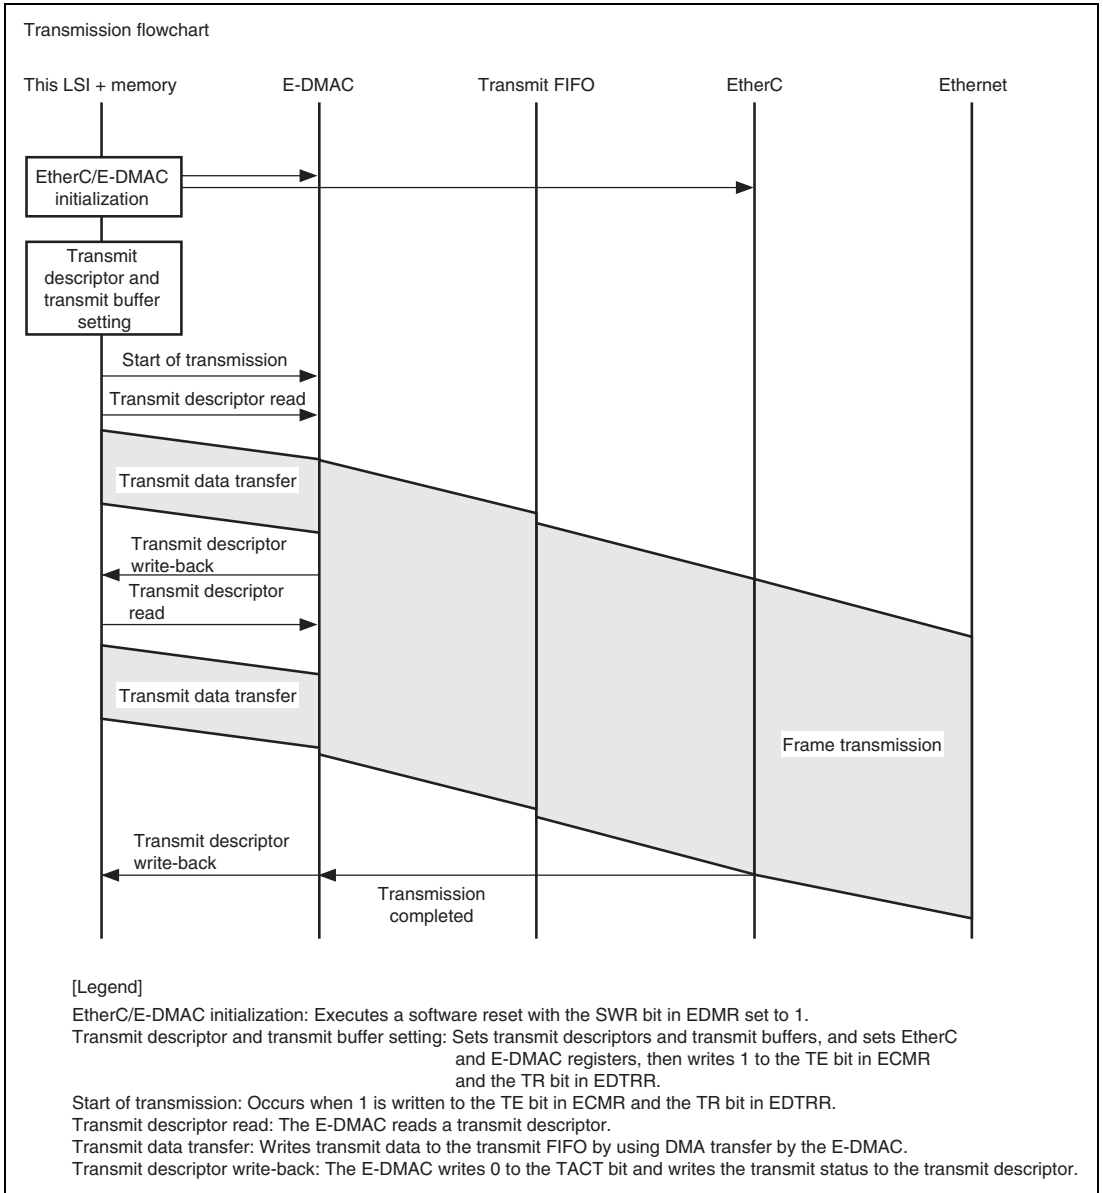 Transmission flowchart
This LSI + memory
E-DMAC
Transmit FIFO
EtherC
Ethernet
EtherC/E-DMAC
initialization
Transmit
descriptor and
transmit buffer
setting
Start of transmission
Transmit descriptor read
Transmit data transfer
Transmit descriptor
write-back
Transmit descriptor
read
Transmit data transfer
Frame transmission
Transmit descriptor
write-back
Transmission
completed
[Legend]
EtherC/E-DMAC initialization: Executes a software reset with the SWR bit in EDMR set to 1.
Transmit descriptor and transmit buffer setting: Sets transmit descriptors and transmit buffers, and sets EtherC
and E-DMAC registers, then writes 1 to the TE bit in ECMR
and the TR bit in EDTRR.
Start of transmission: Occurs when 1 is written to the TE bit in ECMR and the TR bit in EDTRR.
Transmit descriptor read: The E-DMAC reads a transmit descriptor.
Transmit data transfer: Writes transmit data to the transmit FIFO by using DMA transfer by the E-DMAC.
Transmit descriptor write-back: The E-DMAC writes 0 to the TACT bit and writes the transmit status to the transmit descriptor.